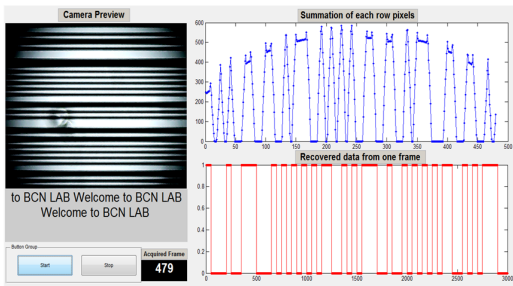 Camera Preview
to BCN LAB Welcome to BCN LAB
Welcome to BCN LAB
Button Group
Start
Stop
Acquired Frame
479
Summation of each row pixels
600
500
400
300
200
100
0
0 50 100 150 200 250 300 350 400 450 500
Recovered data from one frame
1
0.8
0.6
0.4
0.2
0
0 500 1000 1500 2000 2500 3000